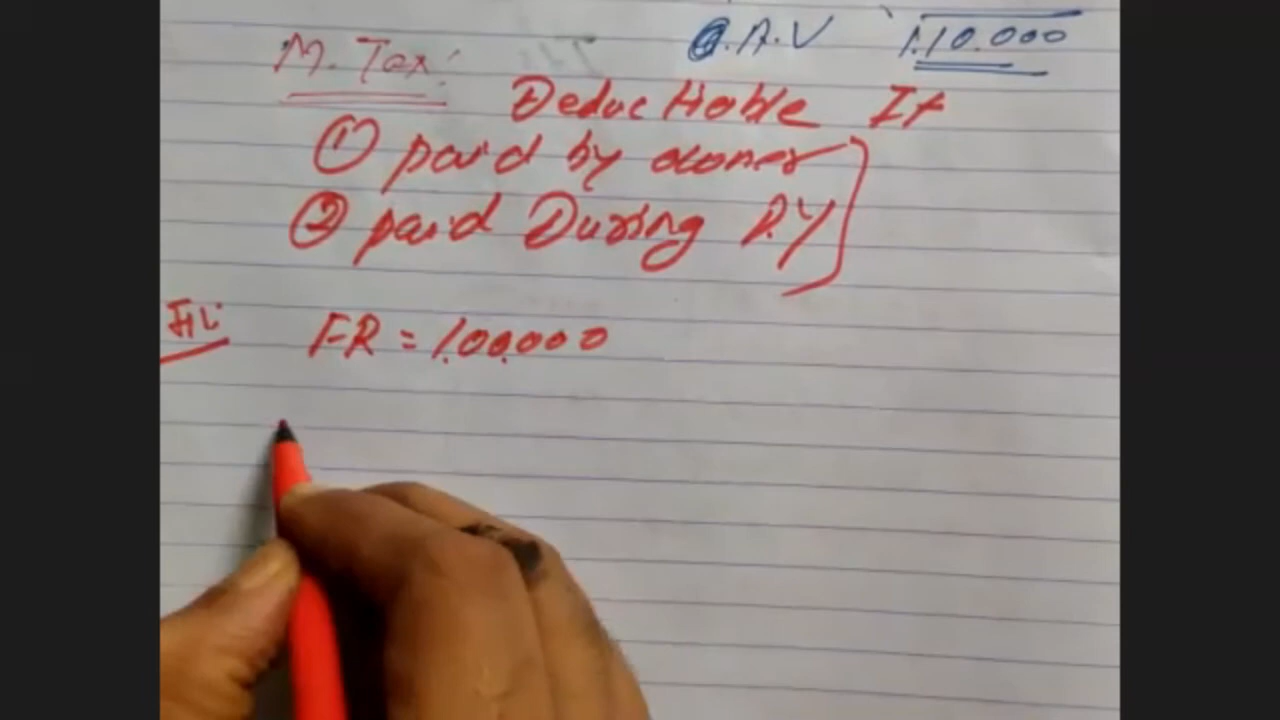 G.A.V 1,10,000
M. Tax:
Deductible If
① paid by owner
② paid During P.Y
FR = 1,00,000